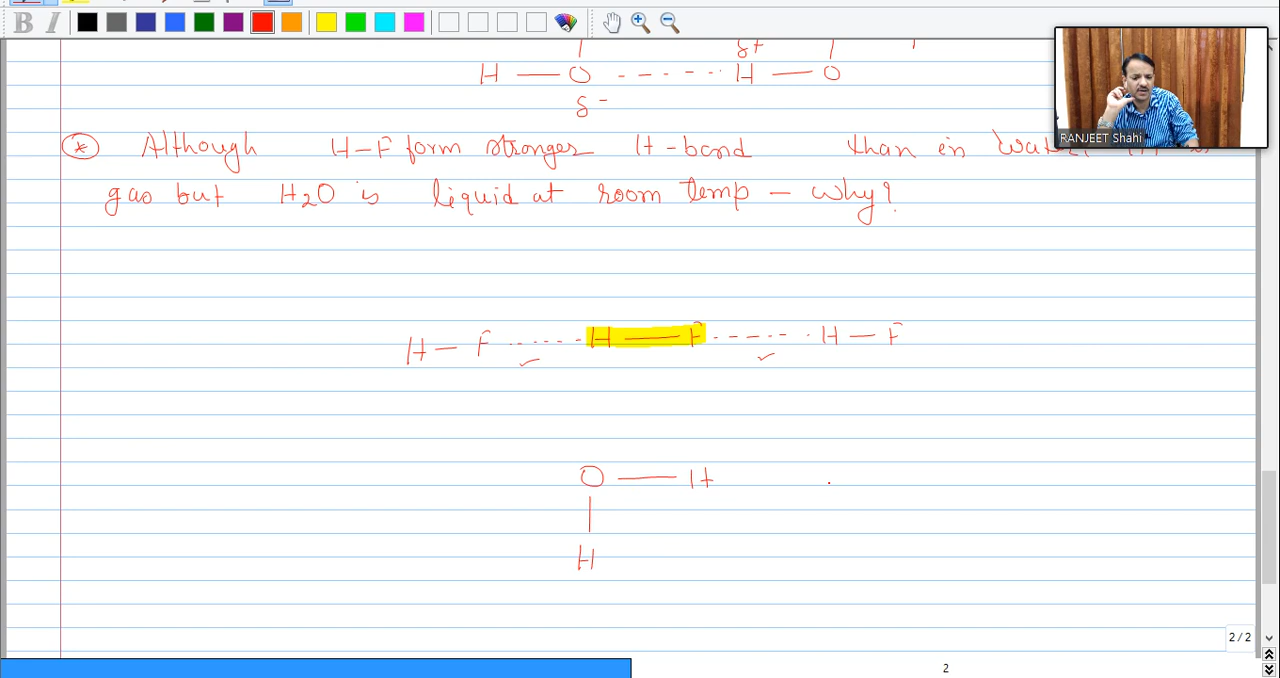 B I
δ+
H — O ------ H — O
δ-
* Although H-F form stronger H-bond than in
gas but H2O is liquid at room temp - why?
H — F ------ H — F ------ H — F
O — H
|
H
RANJEET Shahi
2 / 2
2